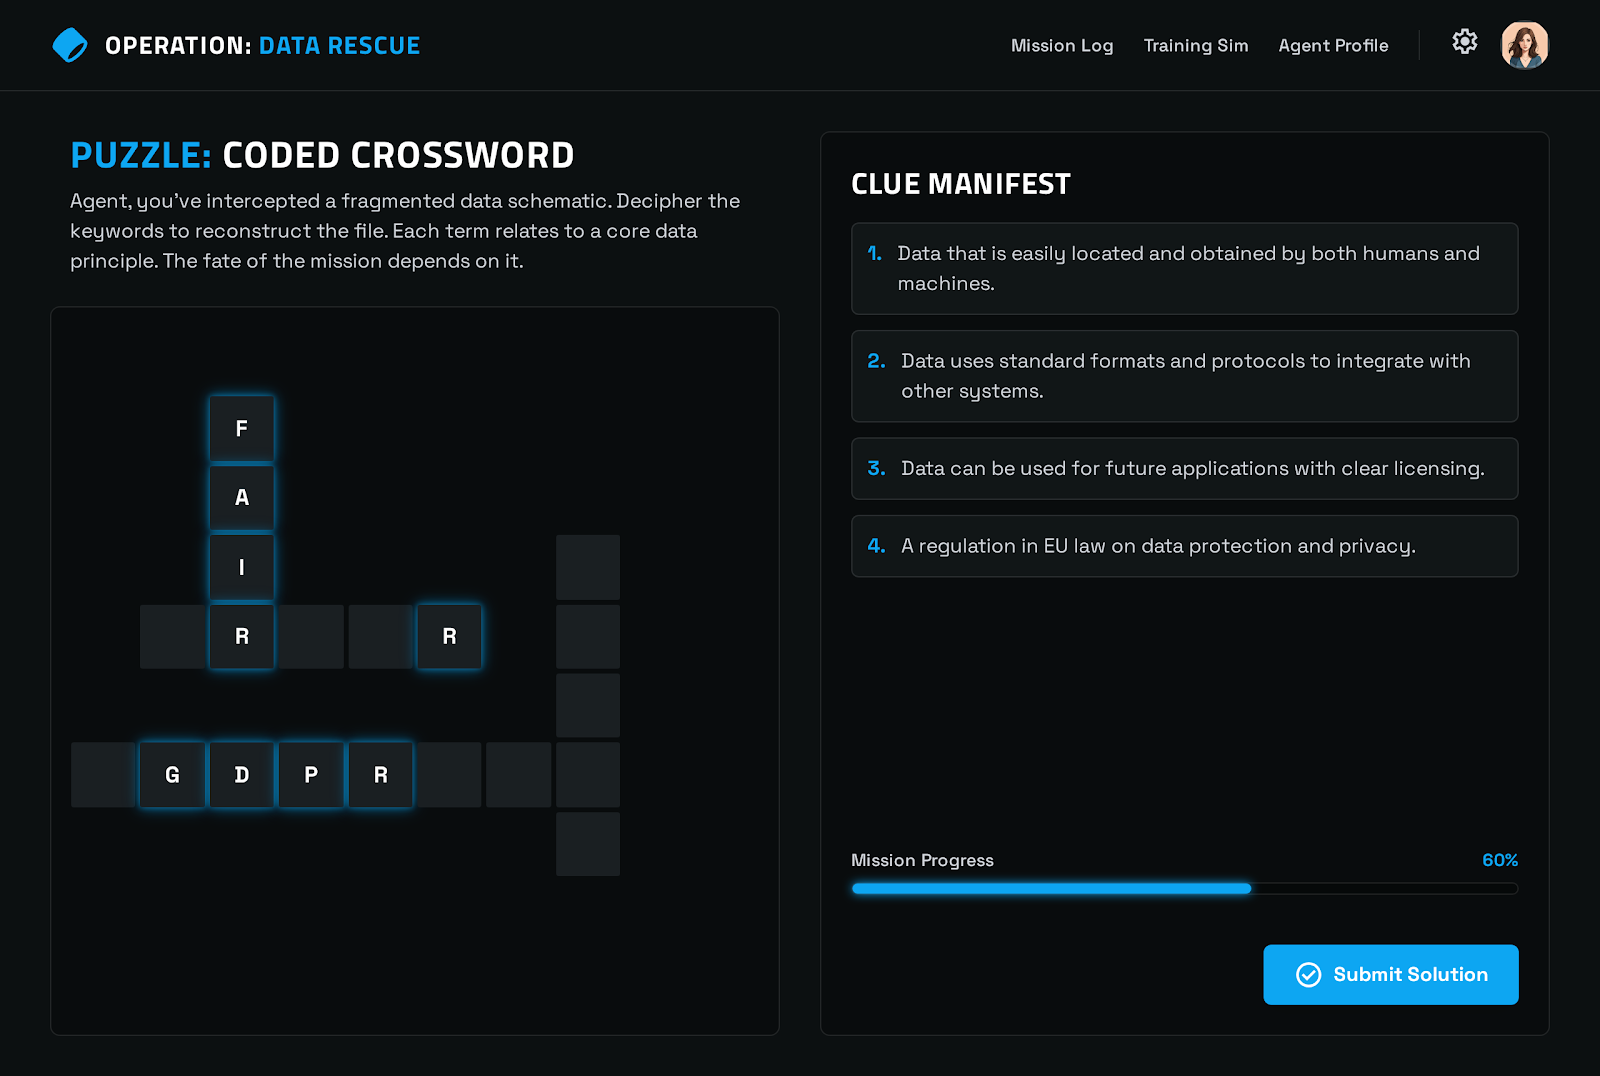 OPERATION: DATA RESCUE
Mission Log
Training Sim
Agent Profile
PUZZLE: CODED CROSSWORD
Agent, you've intercepted a fragmented data schematic. Decipher the
keywords to reconstruct the file. Each term relates to a core data
principle. The fate of the mission depends on it.
F
A
I
R R
G D P R
CLUE MANIFEST
1. Data that is easily located and obtained by both humans and
machines.
2. Data uses standard formats and protocols to integrate with
other systems.
3. Data can be used for future applications with clear licensing.
4. A regulation in EU law on data protection and privacy.
Mission Progress 60%
Submit Solution